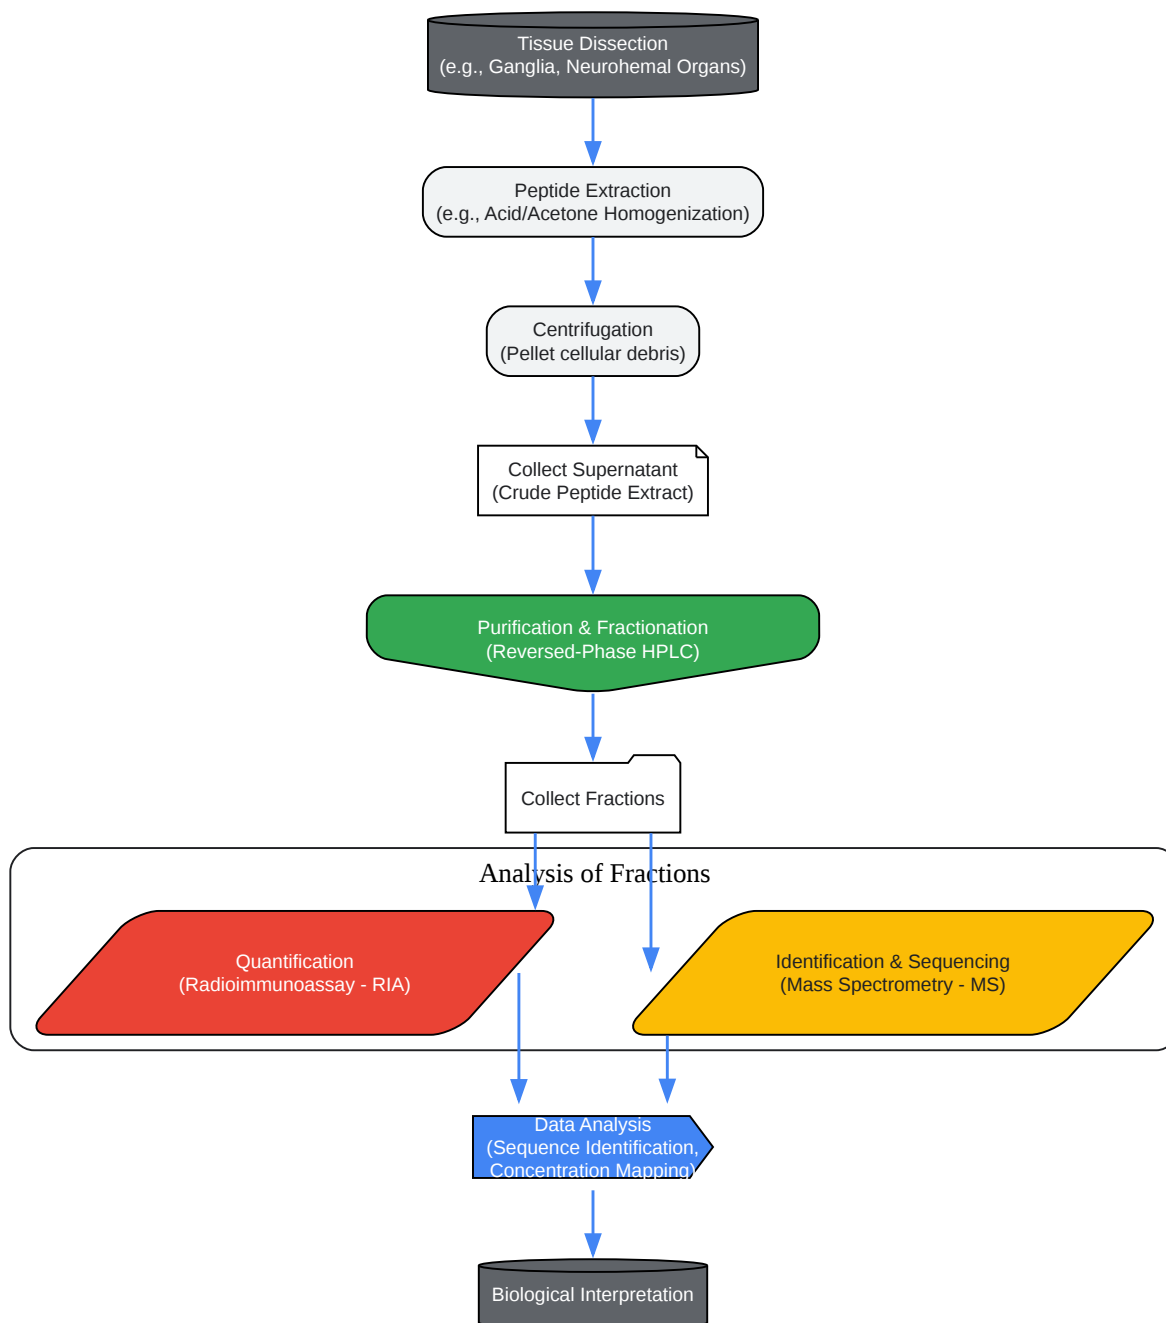 Tissue Dissection
(e.g., Ganglia, Neurohemal Organs)
Peptide Extraction
(e.g., Acid/Acetone Homogenization)
Centrifugation
(Pellet cellular debris)
Collect Supernatant
(Crude Peptide Extract)
Purification & Fractionation
(Reversed-Phase HPLC)
Collect Fractions
Analysis of Fractions
Quantification
(Radioimmunoassay - RIA)
Identification & Sequencing
(Mass Spectrometry - MS)
Data Analysis
(Sequence Identification,
Concentration Mapping)
Biological Interpretation